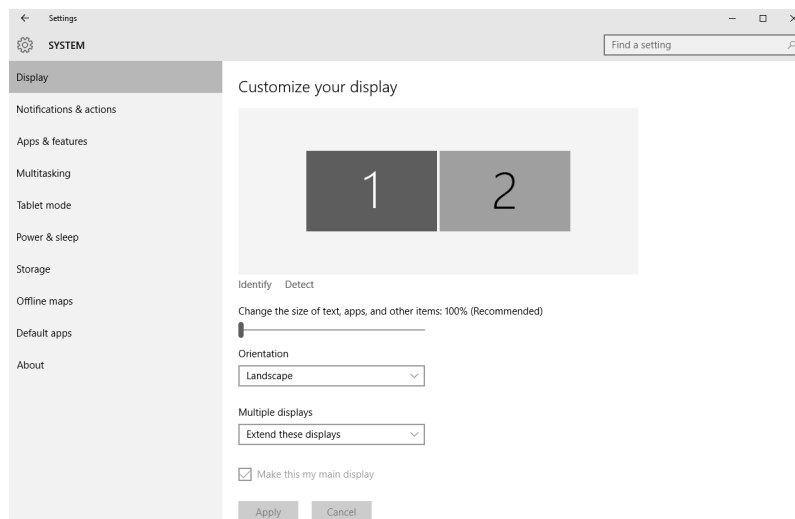 Settings
SYSTEM
Find a setting
Display
Notifications & actions
Apps & features
Multitasking
Tablet mode
Power & sleep
Storage
Offline maps
Default apps
About
Customize your display
1 2
Identify Detect
Change the size of text, apps, and other items: 100% (Recommended)
Orientation
Landscape
Multiple displays
Extend these displays
Make this my main display
Apply Cancel